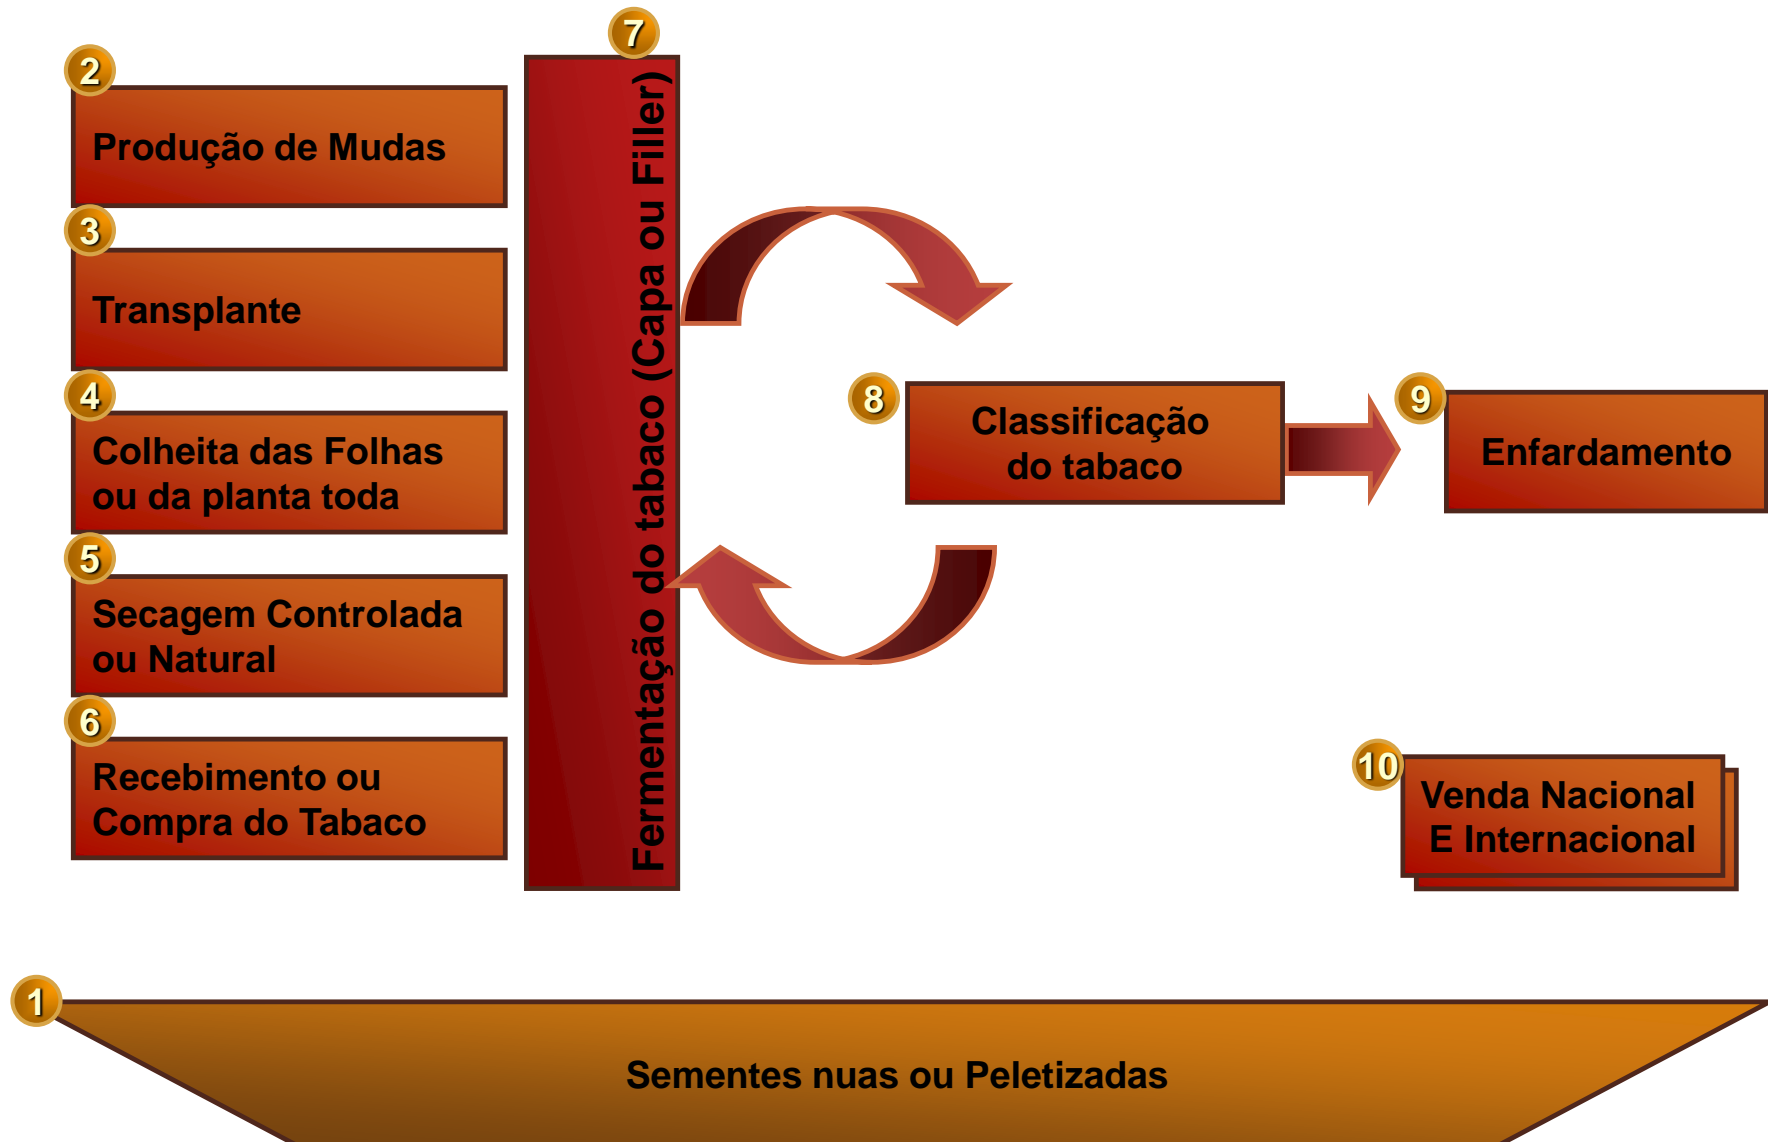 7
2
Produção de Mudas
3
Transplante
4
Colheita das Folhas
ou da planta toda
5
Secagem Controlada
ou Natural
6
Recebimento ou
Compra do Tabaco
Fermentação do tabaco (Capa ou Filler)
8
Classificação
do tabaco
9
Enfardamento
10
Venda Nacional
E Internacional
1
Sementes nuas ou Peletizadas